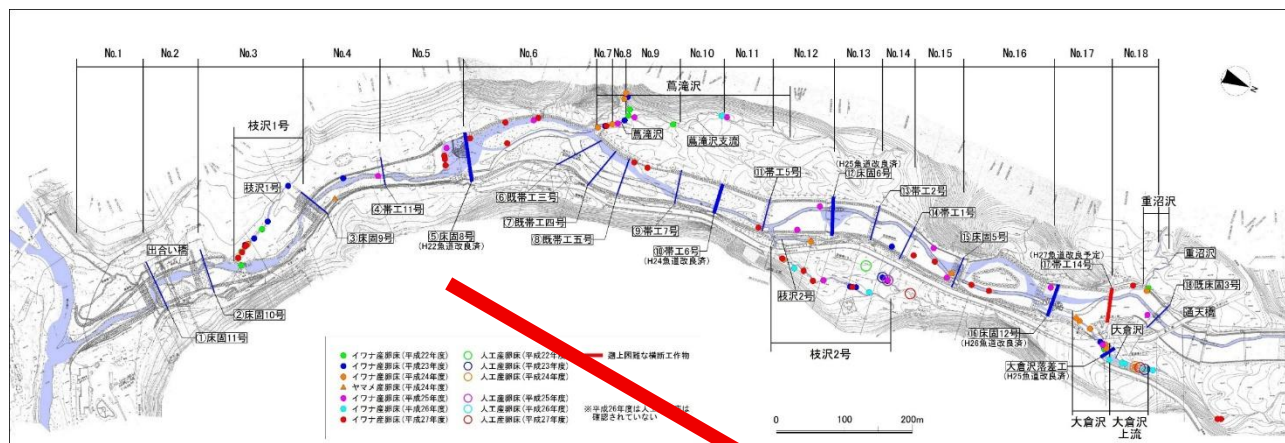 No.1 No.2 No.3 No.4 No.5 No.6 No.7 No.8 No.9 No.10 No.11 No.12 No.13 No.14 No.15 No.16 No.17 No.18
蔦滝沢
枝沢1号
枝沢1号
蔦滝沢
蔦滝沢支流
出合い橋
①床固11号
②床固10号
③床固9号
④帯工11号
⑤床固8号
(H22魚道改良済)
⑥既帯工三号
⑦既帯工四号
⑧既帯工五号
⑨帯工7号
⑩帯工6号
(H24魚道改良済)
⑪帯工5号
(H25魚道改良済)
⑫床固6号
⑬帯工2号
⑭帯工1号
⑮床固5号
枝沢2号
枝沢2号
⑯床固12号
(H26魚道改良済)
(H27魚道改良予定)
⑰帯工14号
重沼沢
重沼沢
⑱既床固3号
通天橋
大倉沢
大倉沢落差工
(H25魚道改良済)
大倉沢
大倉沢
上流
イワナ産卵床(平成22年度)
イワナ産卵床(平成23年度)
イワナ産卵床(平成24年度)
ヤマメ産卵床(平成24年度)
イワナ産卵床(平成25年度)
イワナ産卵床(平成26年度)
イワナ産卵床(平成27年度)
人工産卵床(平成22年度)
人工産卵床(平成23年度)
人工産卵床(平成24年度)
人工産卵床(平成25年度)
人工産卵床(平成26年度)
人工産卵床(平成27年度)
遡上困難な横断工作物
※平成26年度は人工
は
確認されていない
0 100 200m